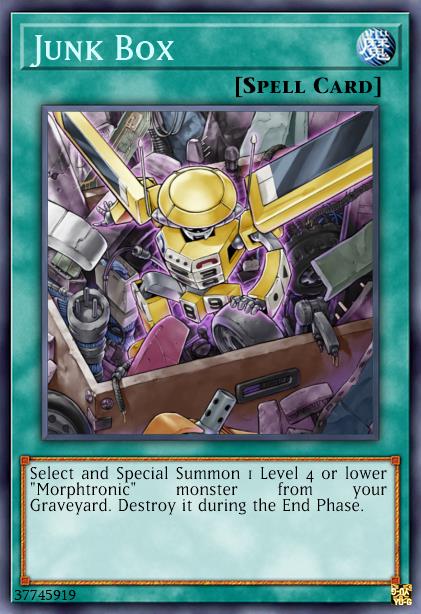 Junk Box
[Spell Card]
Select and Special Summon 1 Level 4 or lower
"Morphtronic" monster from your
Graveyard. Destroy it during the End Phase.
37745919